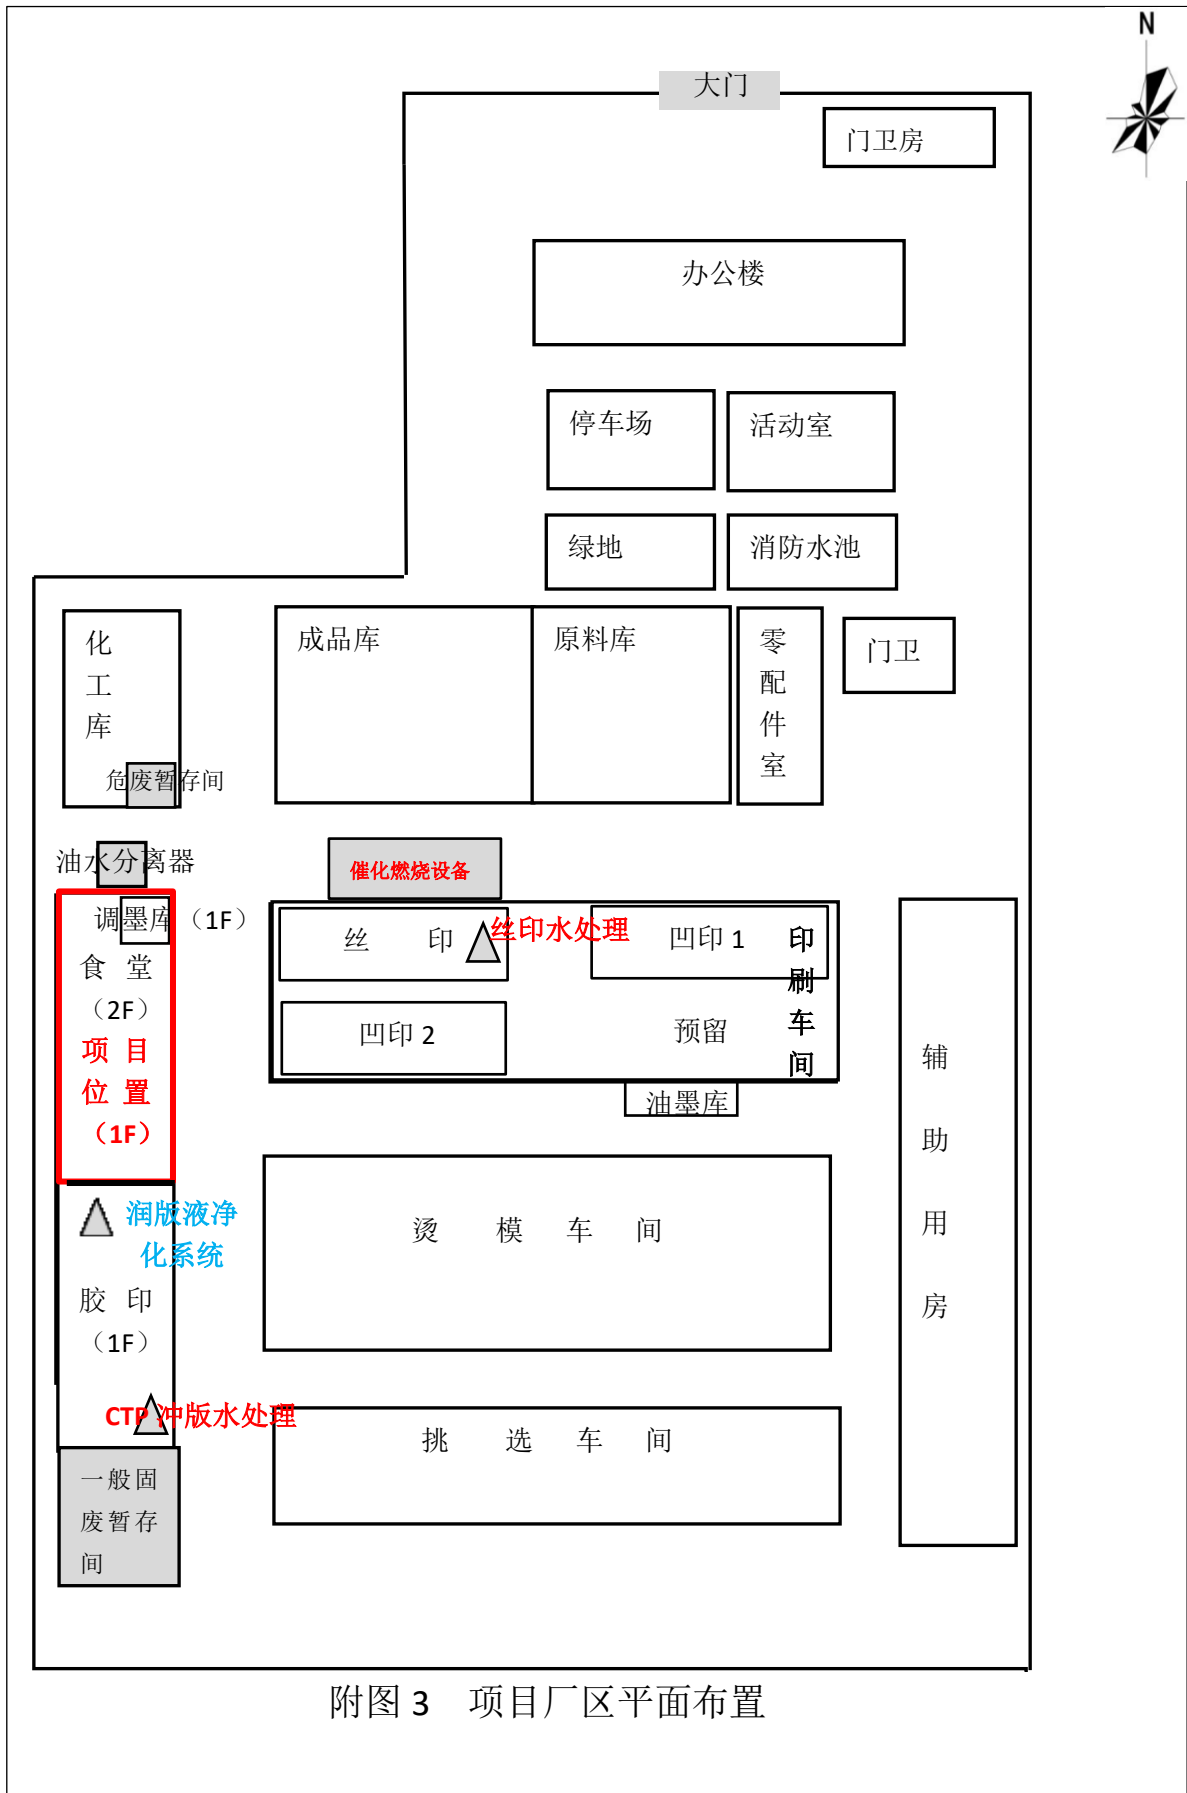 N
大门
门卫房
办公楼
停车场
活动室
绿地
消防水池
化
工
库
成品库
原料库
零
配
件
室
门卫
危废暂存间
油水分离器
催化燃烧设备
调墨库（1F）
食 堂
（2F）
项 目
位 置
（1F）
丝 印
丝印水处理
凹印 1
印
刷
车
间
凹印 2
预留
油墨库
辅
助
用
房
润版液净
化系统
烫 模 车 间
胶 印
（1F）
CTP 冲版水处理
挑 选 车 间
一般固
废暂存
间
附图 3 项目厂区平面布置